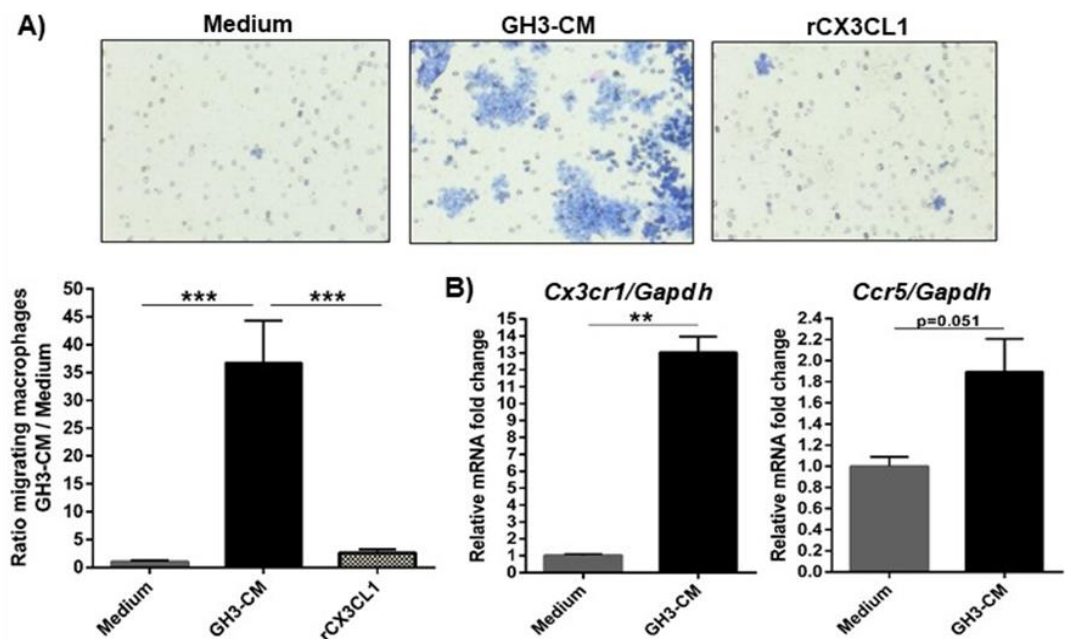 A)
Medium
GH3-CM
rCX3CL1
Ratio migrating macrophages
GH3-CM / Medium
50
45
40
35
30
25
20
15
10
5
0
***
***
Medium
GH3-CM
rCX3CL1
B)
Cx3cr1/Gapdh
Relative mRNA fold change
15
14
13
12
11
10
9
8
7
6
5
4
3
2
1
0
**
Medium
GH3-CM
Ccr5/Gapdh
Relative mRNA fold change
2.4
2.2
2.0
1.8
1.6
1.4
1.2
1.0
0.8
0.6
0.4
0.2
0.0
p=0.051
Medium
GH3-CM